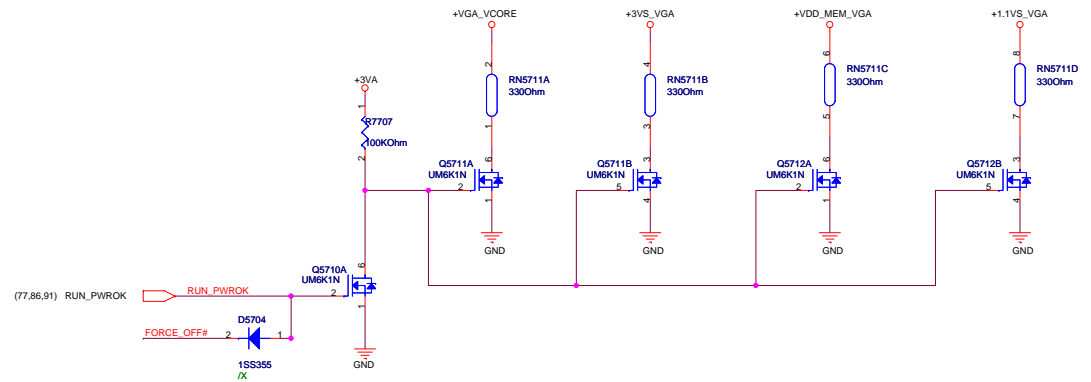 +VGA_VCORE
+3VS_VGA
+VDD_MEM_VGA
+1.1VS_VGA
2
4
6
8
RN5711A
330Ohm
RN5711B
330Ohm
RN5711C
330Ohm
RN5711D
330Ohm
1
3
5
7
+3VA
1
R7707
100KOhm
2
Q5711A
UM6K1N
6
2
1
GND
Q5711B
UM6K1N
3
5
4
GND
Q5712A
UM6K1N
6
2
1
GND
Q5712B
UM6K1N
3
5
4
GND
Q5710A
UM6K1N
6
2
1
GND
(77,86,91) RUN_PWROK
RUN_PWROK
FORCE_OFF#
D5704
2
1
1SS355
/X